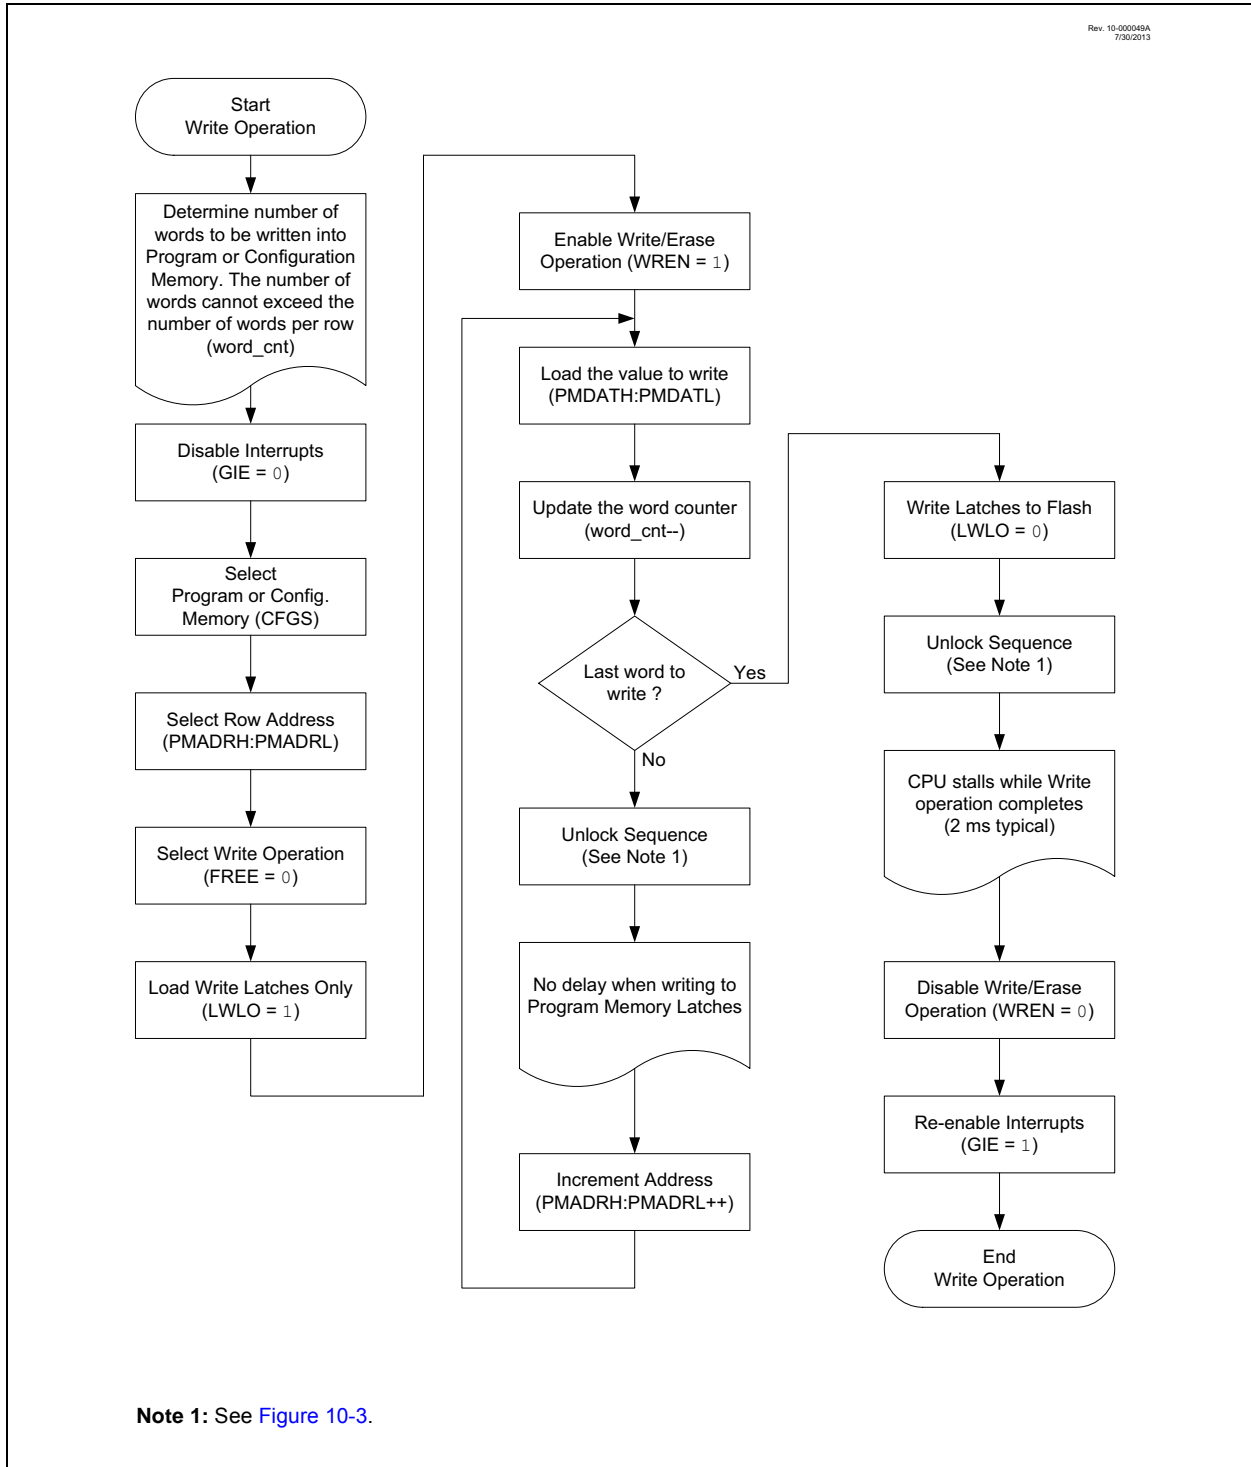 Rev. 10-000049A
7/30/2013
Start
Write Operation
Determine number of
words to be written into
Program or Configuration
Memory. The number of
words cannot exceed the
number of words per row
(word_cnt)
Disable Interrupts
(GIE = 0)
Select
Program or Config.
Memory (CFGS)
Select Row Address
(PMADRH:PMADRL)
Select Write Operation
(FREE = 0)
Load Write Latches Only
(LWLO = 1)
Enable Write/Erase
Operation (WREN = 1)
Load the value to write
(PMDATH:PMDATL)
Update the word counter
(word_cnt--)
Last word to
write ?
Yes
No
Unlock Sequence
(See Note 1)
No delay when writing to
Program Memory Latches
Increment Address
(PMADRH:PMADRL++)
Write Latches to Flash
(LWLO = 0)
Unlock Sequence
(See Note 1)
CPU stalls while Write
operation completes
(2 ms typical)
Disable Write/Erase
Operation (WREN = 0)
Re-enable Interrupts
(GIE = 1)
End
Write Operation
Note 1: See Figure 10-3.